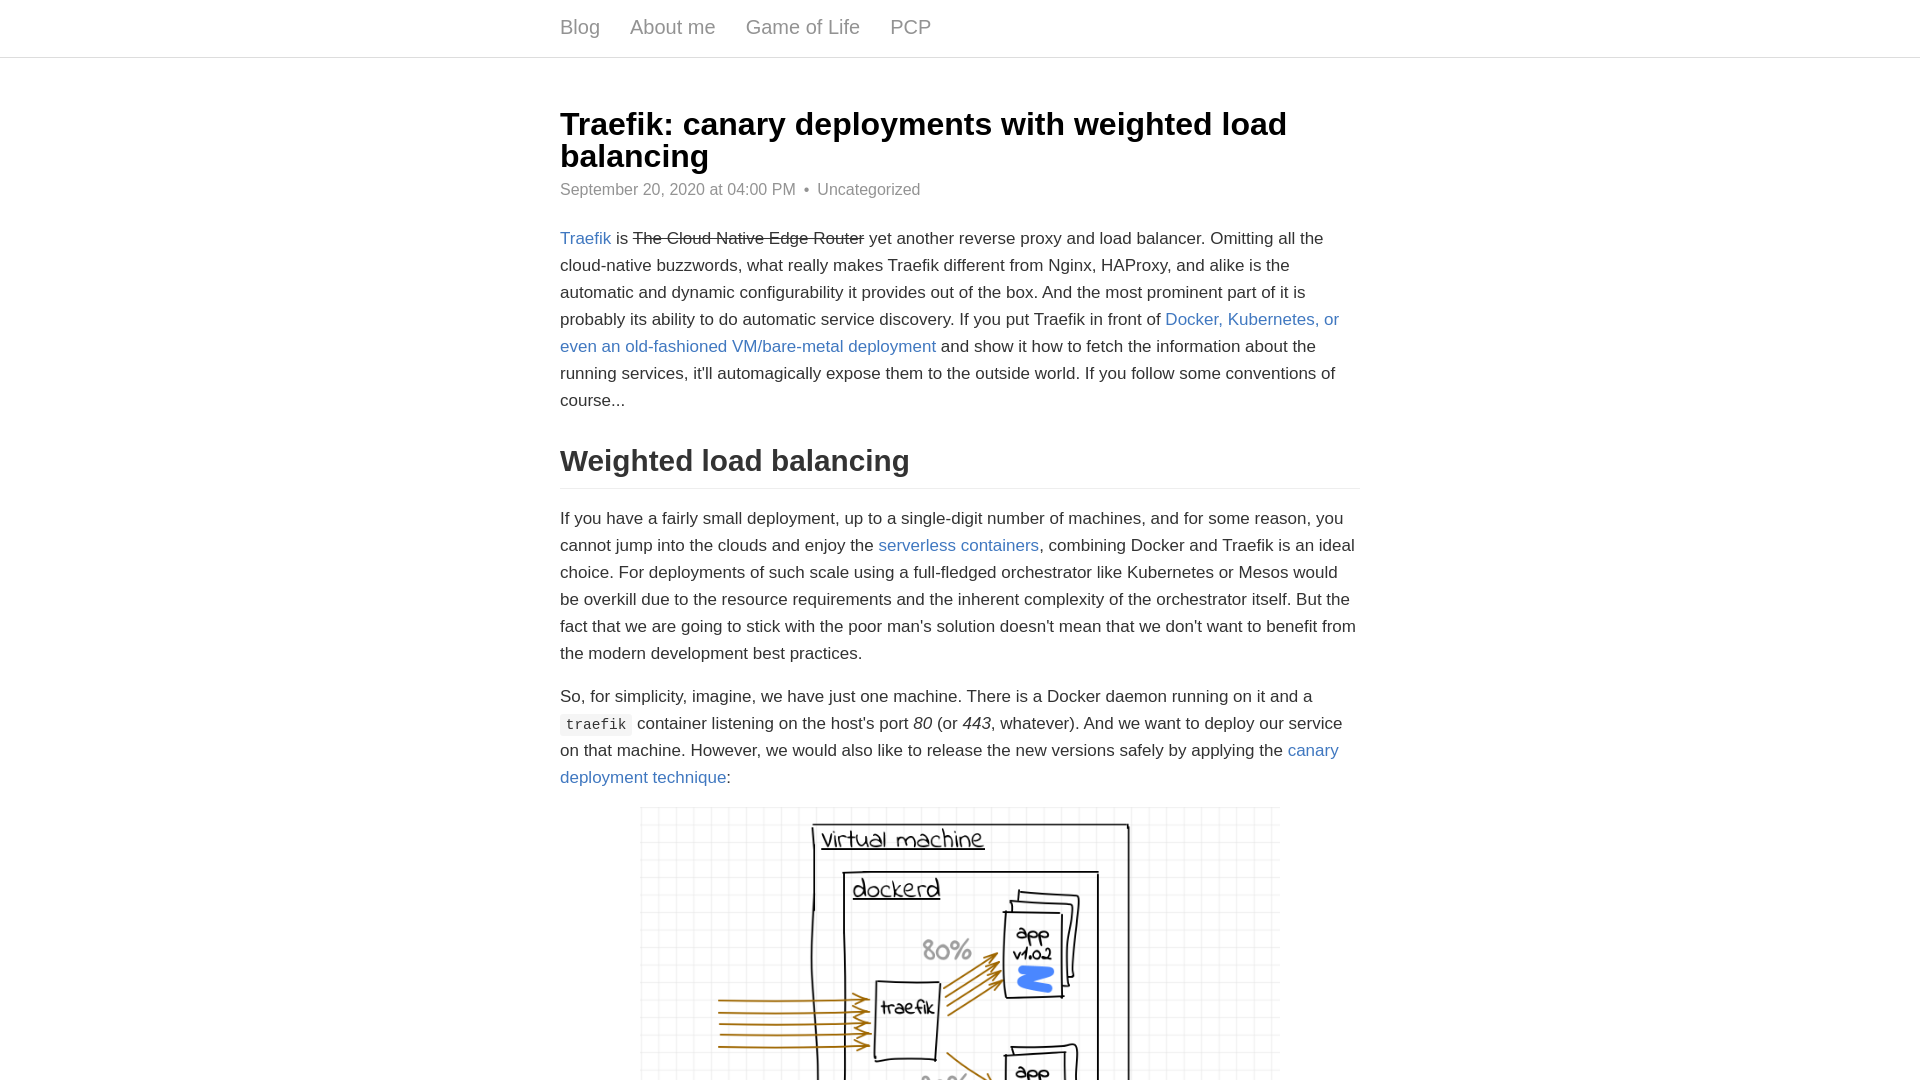 Blog About me Game of Life PCP
Traefik: canary deployments with weighted load
balancing
September 20, 2020 at 04:00 PM • Uncategorized
Traefik is The Cloud Native Edge Router yet another reverse proxy and load balancer. Omitting all the
cloud-native buzzwords, what really makes Traefik different from Nginx, HAProxy, and alike is the
automatic and dynamic configurability it provides out of the box. And the most prominent part of it is
probably its ability to do automatic service discovery. If you put Traefik in front of Docker, Kubernetes, or
even an old-fashioned VM/bare-metal deployment and show it how to fetch the information about the
running services, it'll automagically expose them to the outside world. If you follow some conventions of
course...
Weighted load balancing
If you have a fairly small deployment, up to a single-digit number of machines, and for some reason, you
cannot jump into the clouds and enjoy the serverless containers, combining Docker and Traefik is an ideal
choice. For deployments of such scale using a full-fledged orchestrator like Kubernetes or Mesos would
be overkill due to the resource requirements and the inherent complexity of the orchestrator itself. But the
fact that we are going to stick with the poor man's solution doesn't mean that we don't want to benefit from
the modern development best practices.
So, for simplicity, imagine, we have just one machine. There is a Docker daemon running on it and a
traefik container listening on the host's port 80 (or 443, whatever). And we want to deploy our service
on that machine. However, we would also like to release the new versions safely by applying the canary
deployment technique:
virtual machine
dockerd
80%
app
v1.0.2
traefik
app